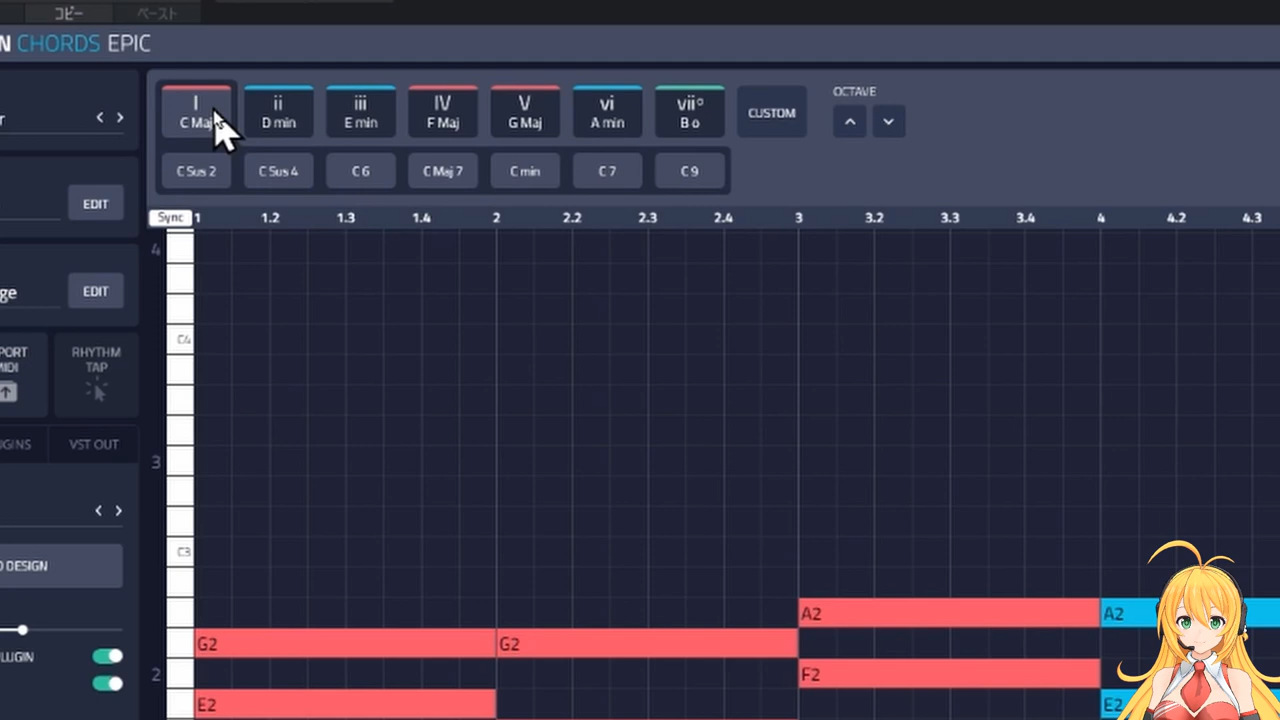 コピー ペースト
N CHORDS EPIC
I ii iii IV V vi vii° CUSTOM OCTAVE
C Maj D min E min F Maj G Maj A min B o
C Sus 2 C Sus 4 C 6 C Maj 7 C min C 7 C 9
r
EDIT
Sync 1 1.2 1.3 1.4 2 2.2 2.3 2.4 3 3.2 3.3 3.4 4 4.2 4.3
4
ge EDIT
C4
PORT RHYTHM
MIDI TAP
GINS VST OUT
3
C3
D DESIGN
A2 A2
G2 G2
PLUGIN
2 F2
E2 E2